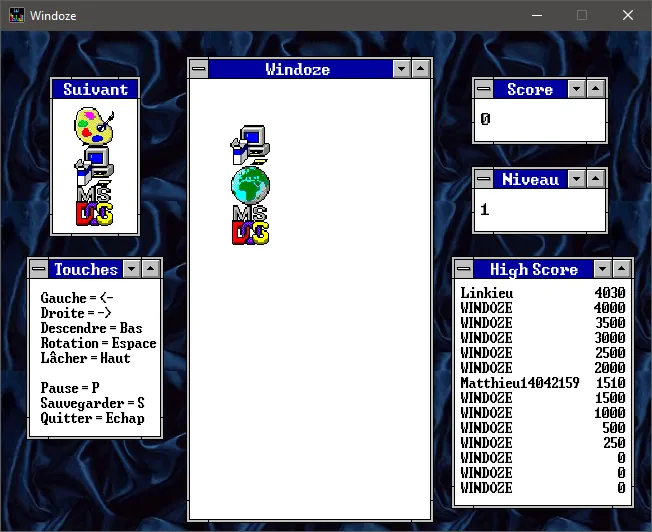 Windoze
Suivant
MS
DOG
Touches
Gauche = <-
Droite = ->
Descendre = Bas
Rotation = Espace
Lâcher = Haut
Pause = P
Sauvegarder = S
Quitter = Echap
Windoze
MS
DOG
Score
0
Niveau
1
High Score
Linkieu 4030
WINDOZE 4000
WINDOZE 3500
WINDOZE 3000
WINDOZE 2500
WINDOZE 2000
Matthieu14042159 1510
WINDOZE 1500
WINDOZE 1000
WINDOZE 500
WINDOZE 250
WINDOZE 0
WINDOZE 0
WINDOZE 0